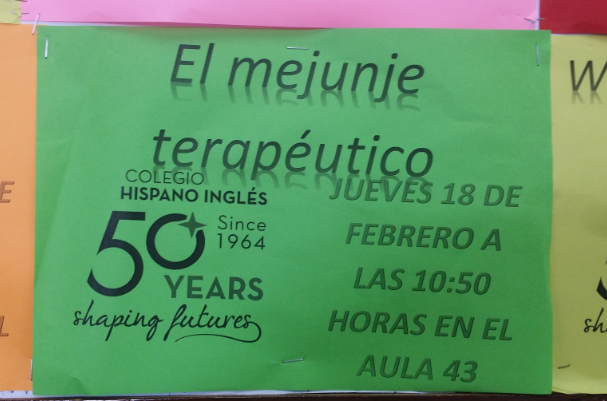 El mejunje
terapéutico
COLEGIO
HISPANO INGLÉS
50 Since
1964
YEARS
shaping futures
JUEVES 18 DE
FEBRERO A
LAS 10:50
HORAS EN EL
AULA 43
E
L
W
sh